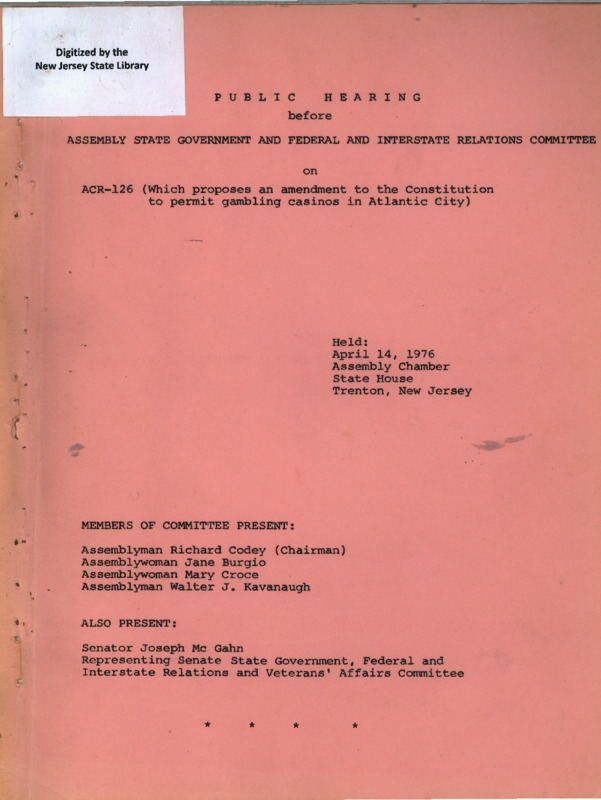 Digitized by the
New Jersey State Library
PUBLIC HEARING
before
ASSEMBLY STATE GOVERNMENT AND FEDERAL AND INTERSTATE RELATIONS COMMITTEE
on
ACR-126 (Which proposes an amendment to the Constitution
to permit gambling casinos in Atlantic City)
Held:
April 14, 1976
Assembly Chamber
State House
Trenton, New Jersey
MEMBERS OF COMMITTEE PRESENT:
Assemblyman Richard Codey (Chairman)
Assemblywoman Jane Burgio
Assemblywoman Mary Croce
Assemblyman Walter J. Kavanaugh
ALSO PRESENT:
Senator Joseph Mc Gahn
Representing Senate State Government, Federal and
Interstate Relations and Veterans' Affairs Committee
* * * *